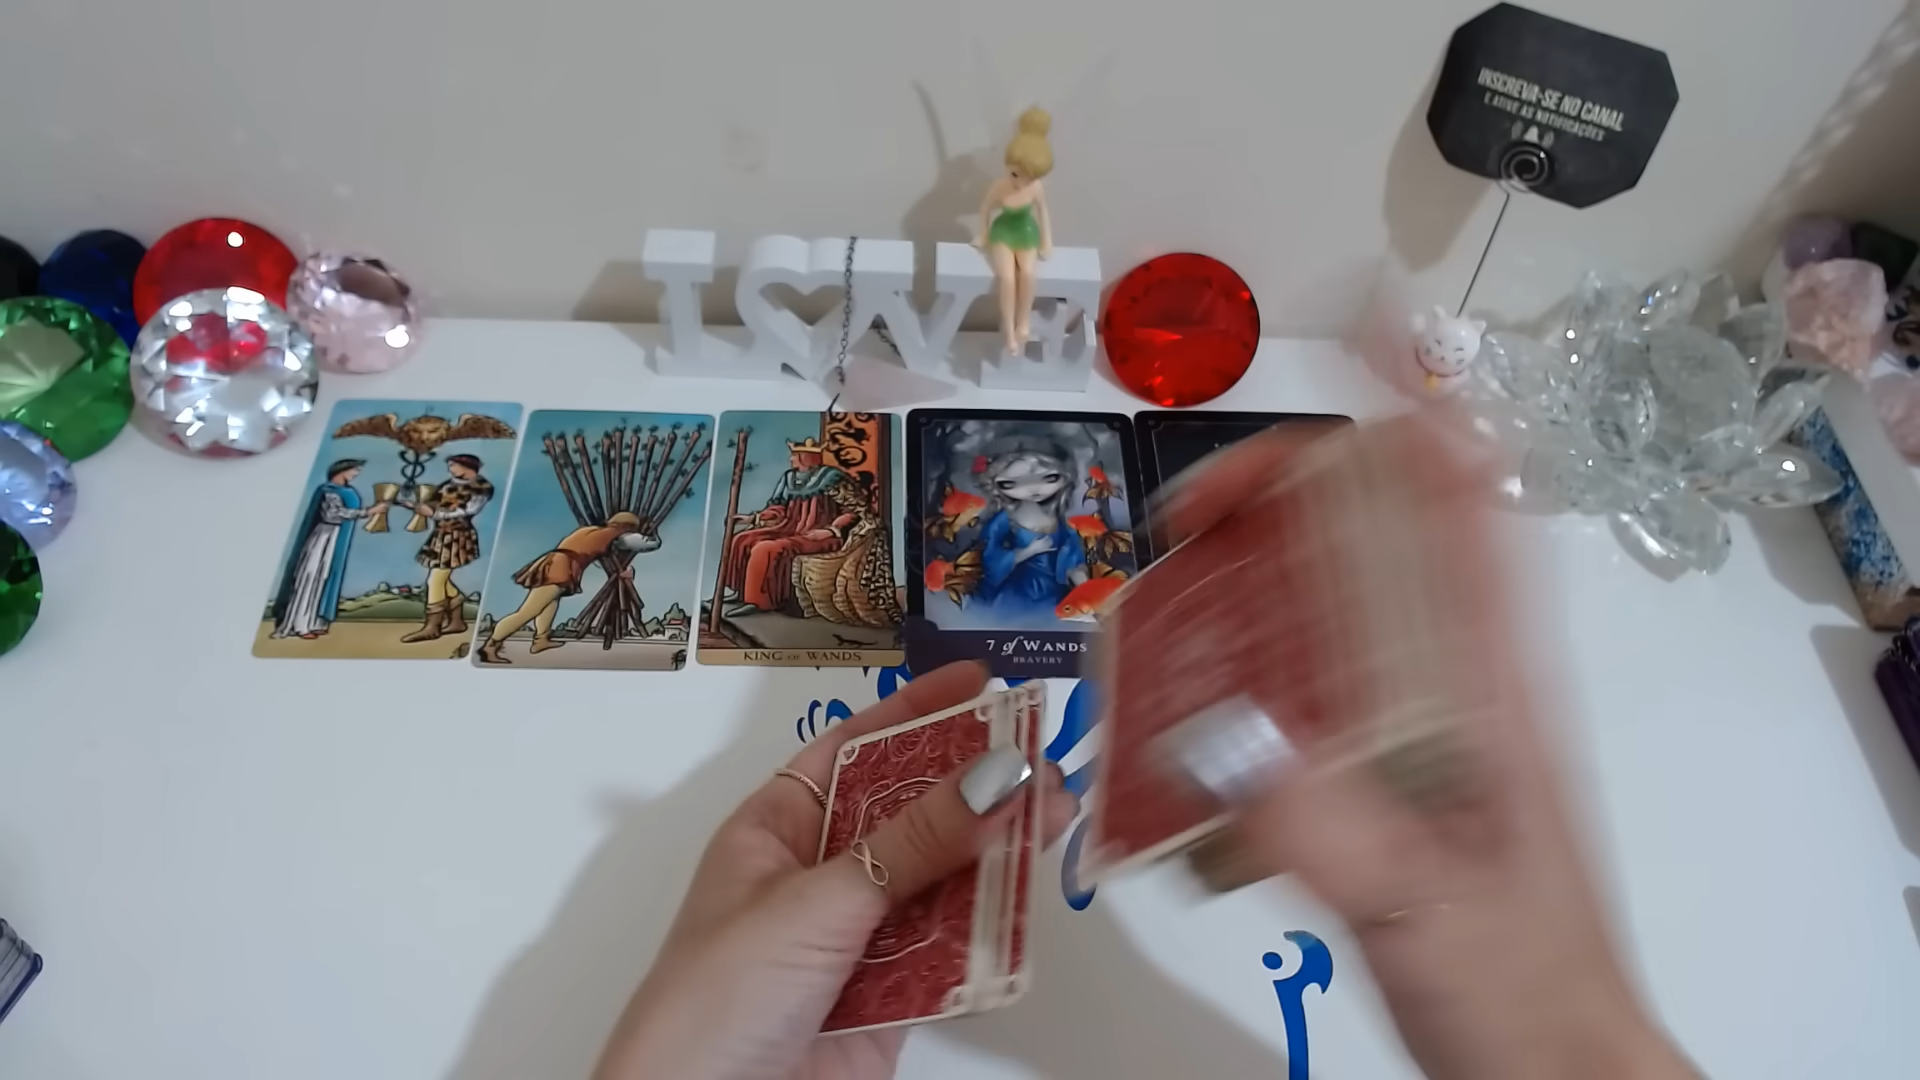 INSCREVA-SE NO CANAL
E ATIVE AS NOTIFICAÇÕES
LOVE
KING OF WANDS
7 of WANDS
BRAVERY